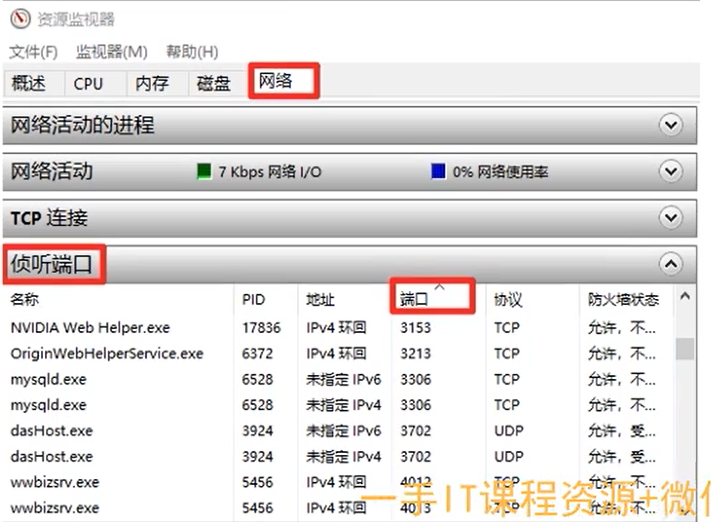 资源监视器
文件(F) 监视器(M) 帮助(H)
概述 CPU 内存 磁盘 网络
网络活动的进程
网络活动 7 Kbps 网络 I/O 0% 网络使用率
TCP 连接
侦听端口
名称 PID 地址 端口 协议 防火墙状态
NVIDIA Web Helper.exe 17836 IPv4 环回 3153 TCP 允许，不...
OriginWebHelperService.exe 6372 IPv4 环回 3213 TCP 允许，不...
mysqld.exe 6528 未指定 IPv6 3306 TCP 允许，不...
mysqld.exe 6528 未指定 IPv4 3306 TCP 允许，不...
dasHost.exe 3924 未指定 IPv6 3702 UDP 允许，受...
dasHost.exe 3924 未指定 IPv4 3702 UDP 允许，受...
wwbizsrv.exe 5456 IPv4 环回 4012 TCP 允许，不...
wwbizsrv.exe 5456 IPv4 环回 4013 TCP 允许，不...
一手IT课程资源+微信